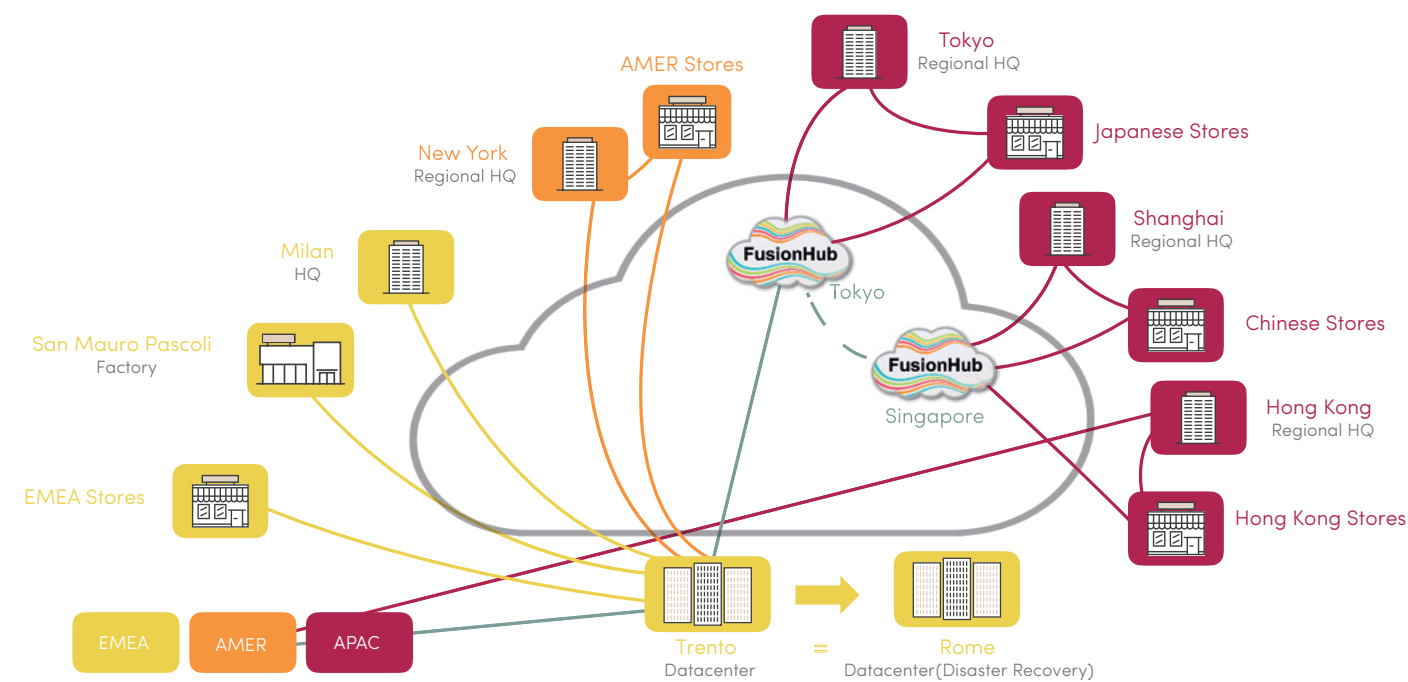 Tokyo
Regional HQ
AMER Stores
Japanese Stores
New York
Regional HQ
Shanghai
Regional HQ
Milan
HQ
FusionHub
Tokyo
San Mauro Pascoli
Factory
Chinese Stores
FusionHub
Singapore
Hong Kong
Regional HQ
EMEA Stores
Hong Kong Stores
EMEA
AMER
APAC
Trento
Datacenter
=
Rome
Datacenter(Disaster Recovery)